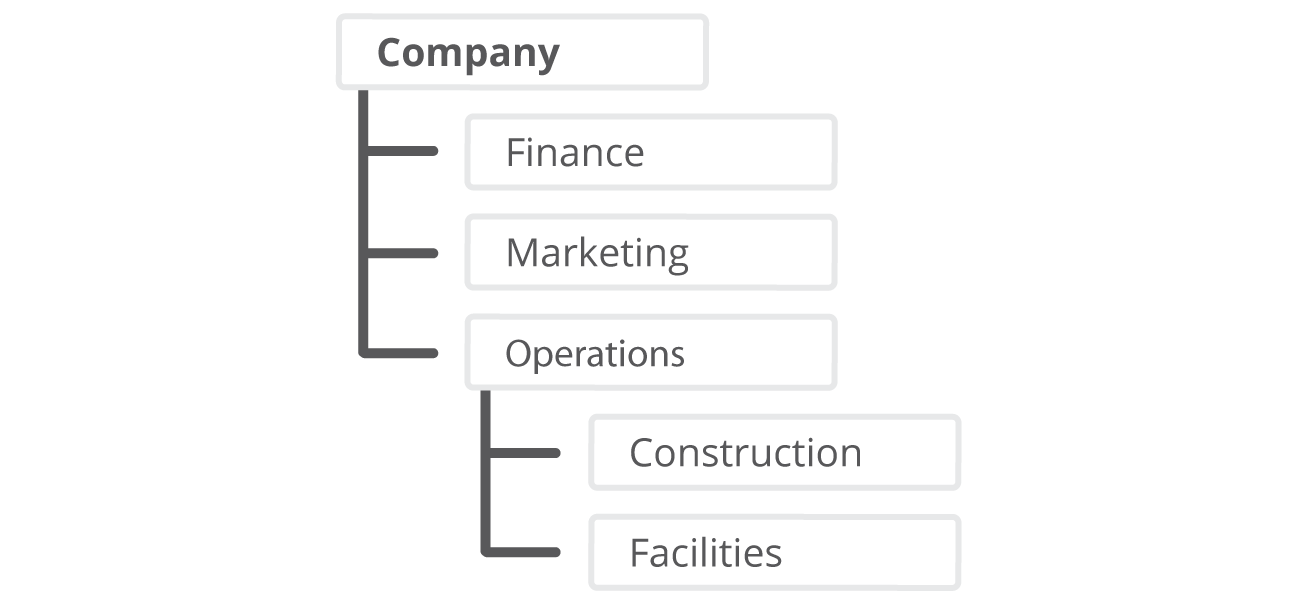 Company
Finance
Marketing
Operations
Construction
Facilities